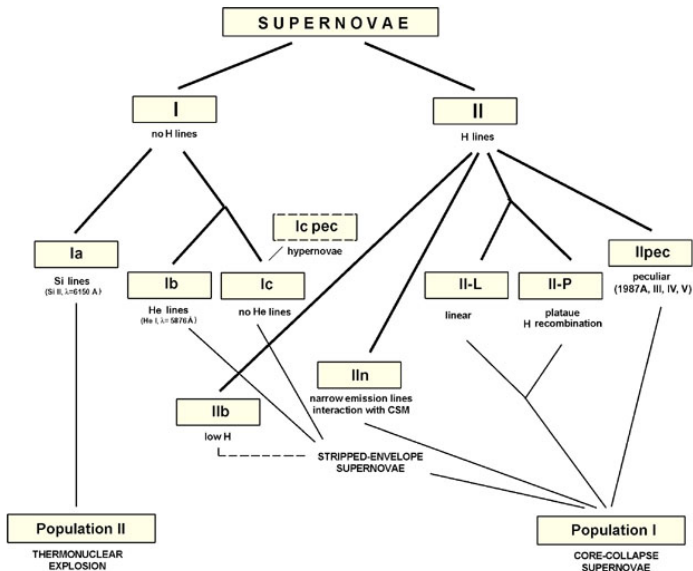 SUPERNOVAE
I
no H lines
II
H lines
Ic pec
hypernovae
Ia
Si lines
(Si II, λ=6150 A)
Ib
He lines
(He I, λ= 5876Å)
Ic
no He lines
II-L
linear
II-P
plataue
H recombination
IIpec
peculiar
(1987A, III, IV, V)
IIn
narrow emission lines
interaction with CSM
IIb
low H
STRIPPED-ENVELOPE
SUPERNOVAE
Population II
THERMONUCLEAR
EXPLOSION
Population I
CORE-COLLAPSE
SUPERNOVAE